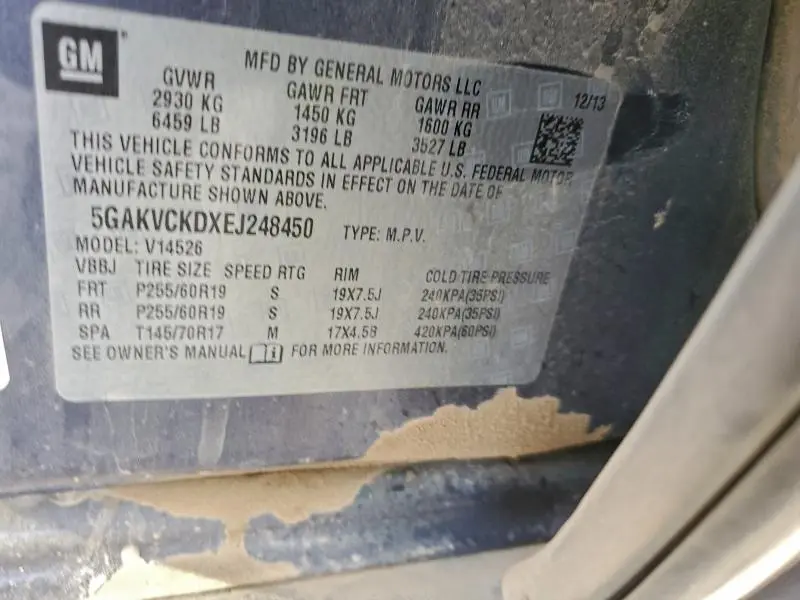 GM
MFD BY GENERAL MOTORS LLC
12/13
GVWR GAWR FRT GAWR RR
2930 KG 1450 KG 1600 KG
6459 LB 3196 LB 3527 LB
THIS VEHICLE CONFORMS TO ALL APPLICABLE U.S. FEDERAL MOTOR
VEHICLE SAFETY STANDARDS IN EFFECT ON THE DATE OF
MANUFACTURE SHOWN ABOVE.
5GAKVCKDXEJ248450 TYPE: M.P.V.
MODEL: V14526
VBBJ TIRE SIZE SPEED RTG RIM COLD TIRE PRESSURE
FRT P255/60R19 S 19X7.5J 240KPA(35PSI)
RR P255/60R19 S 19X7.5J 240KPA(35PSI)
SPA T145/70R17 M 17X4.5B 420KPA(60PSI)
SEE OWNER'S MANUAL FOR MORE INFORMATION.